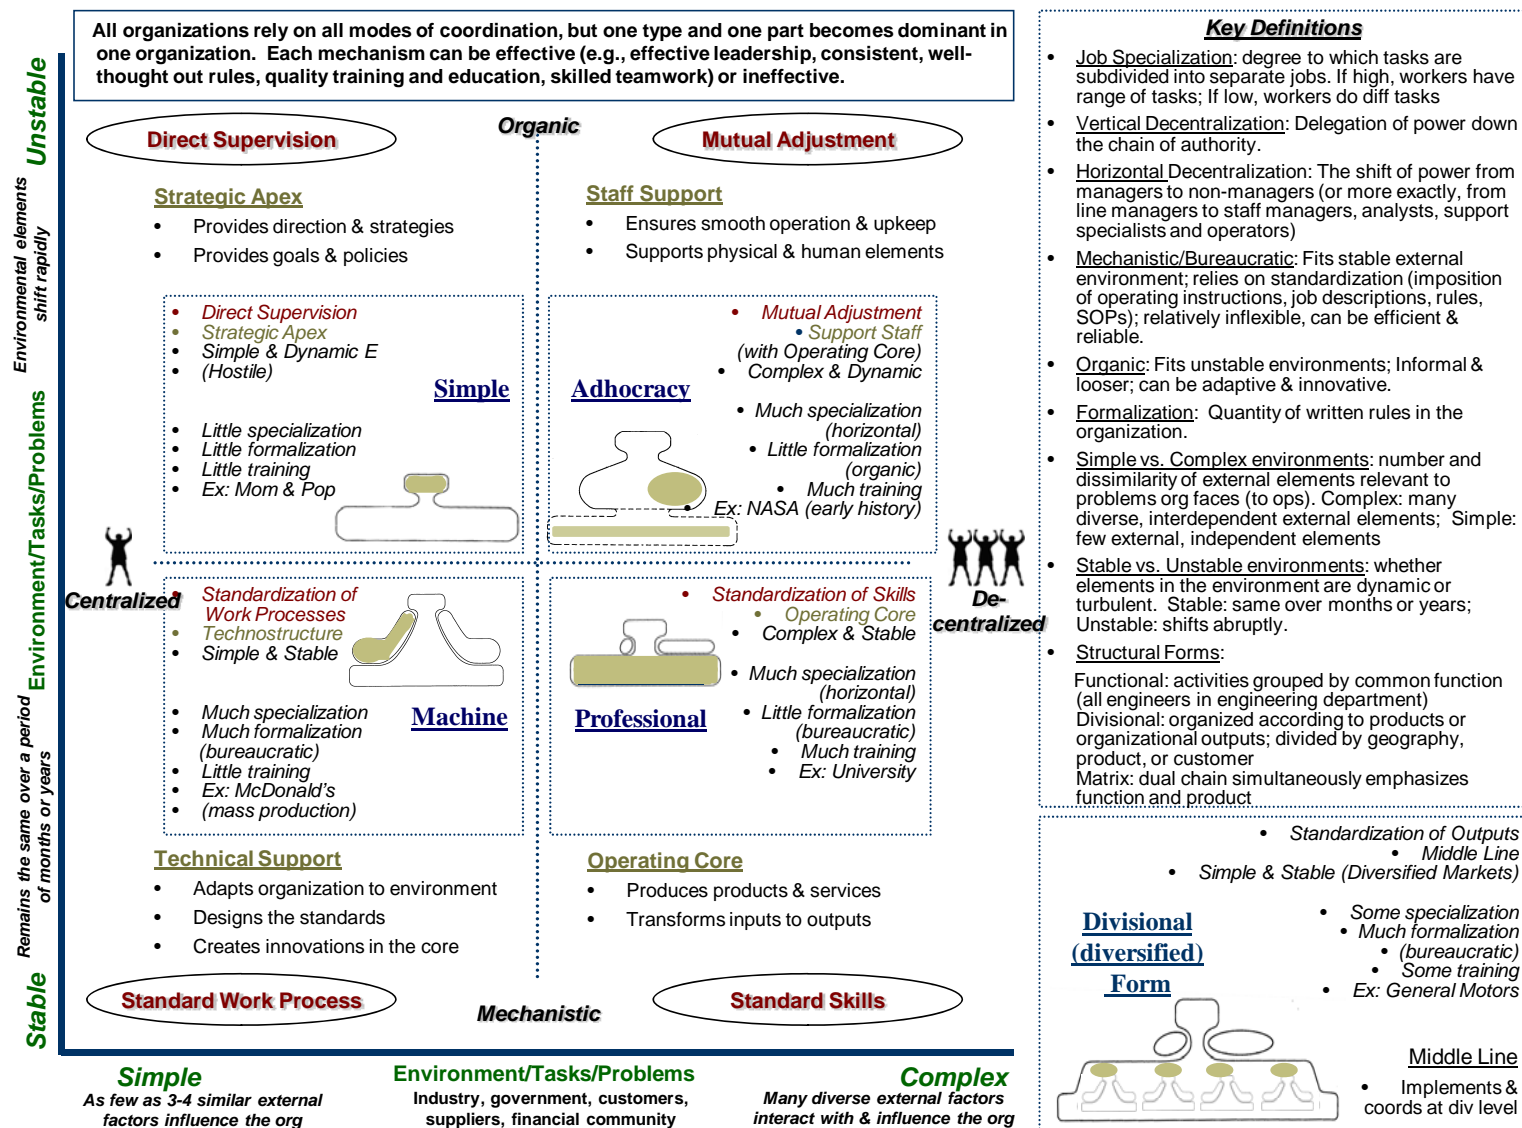 All organizations rely on all modes of coordination, but one type and one part becomes dominant in
one organization.  Each mechanism can be effective (e.g., effective leadership, consistent, well-
thought out rules, quality training and education, skilled teamwork) or ineffective.
Unstable
Environmental elements
shift rapidly
Environment/Tasks/Problems
Remains the same over a period
of months or years
Stable
Organic
Direct Supervision
Strategic Apex
• Provides direction & strategies
• Provides goals & policies
Mutual Adjustment
Staff Support
• Ensures smooth operation & upkeep
• Supports physical & human elements
• Direct Supervision
• Strategic Apex
• Simple & Dynamic E
• (Hostile)
Simple
• Little specialization
• Little formalization
• Little training
• Ex: Mom & Pop
• Mutual Adjustment
• Support Staff
(with Operating Core)
• Complex & Dynamic
Adhocracy
• Much specialization
(horizontal)
• Little formalization
(organic)
• Much training
• Ex: NASA (early history)
Centralized
De-
centralized
• Standardization of
Work Processes
• Technostructure
• Simple & Stable
Machine
• Much specialization
• Much formalization
(bureaucratic)
• Little training
• Ex: McDonald's
• (mass production)
• Standardization of Skills
• Operating Core
• Complex & Stable
Professional
• Much specialization
(horizontal)
• Little formalization
(bureaucratic)
• Much training
• Ex: University
Technical Support
• Adapts organization to environment
• Designs the standards
• Creates innovations in the core
Standard Work Process
Operating Core
• Produces products & services
• Transforms inputs to outputs
Standard Skills
Mechanistic
Simple
As few as 3-4 similar external
factors influence the org
Environment/Tasks/Problems
Industry, government, customers,
suppliers, financial community
Complex
Many diverse external factors
interact with & influence the org
Key Definitions
• Job Specialization: degree to which tasks are
subdivided into separate jobs. If high, workers have
range of tasks; If low, workers do diff tasks
• Vertical Decentralization: Delegation of power down
the chain of authority.
• Horizontal Decentralization: The shift of power from
managers to non-managers (or more exactly, from
line managers to staff managers, analysts, support
specialists and operators)
• Mechanistic/Bureaucratic: Fits stable external
environment; relies on standardization (imposition
of operating instructions, job descriptions, rules,
SOPs); relatively inflexible, can be efficient &
reliable.
• Organic: Fits unstable environments; Informal &
looser; can be adaptive & innovative.
• Formalization:  Quantity of written rules in the
organization.
• Simple vs. Complex environments: number and
dissimilarity of external elements relevant to
problems org faces (to ops). Complex: many
diverse, interdependent external elements;  Simple:
few external, independent elements
• Stable vs. Unstable environments: whether
elements in the environment are dynamic or
turbulent.  Stable: same over months or years;
Unstable: shifts abruptly.
• Structural Forms:
Functional: activities grouped by common function
(all engineers in engineering department)
Divisional: organized according to products or
organizational outputs; divided by geography,
product, or customer
Matrix: dual chain simultaneously emphasizes
function and product
• Standardization of Outputs
• Middle Line
• Simple & Stable (Diversified Markets)
Divisional
(diversified)
Form
• Some specialization
• Much formalization
• (bureaucratic)
• Some training
• Ex: General Motors
Middle Line
• Implements &
coords at div level